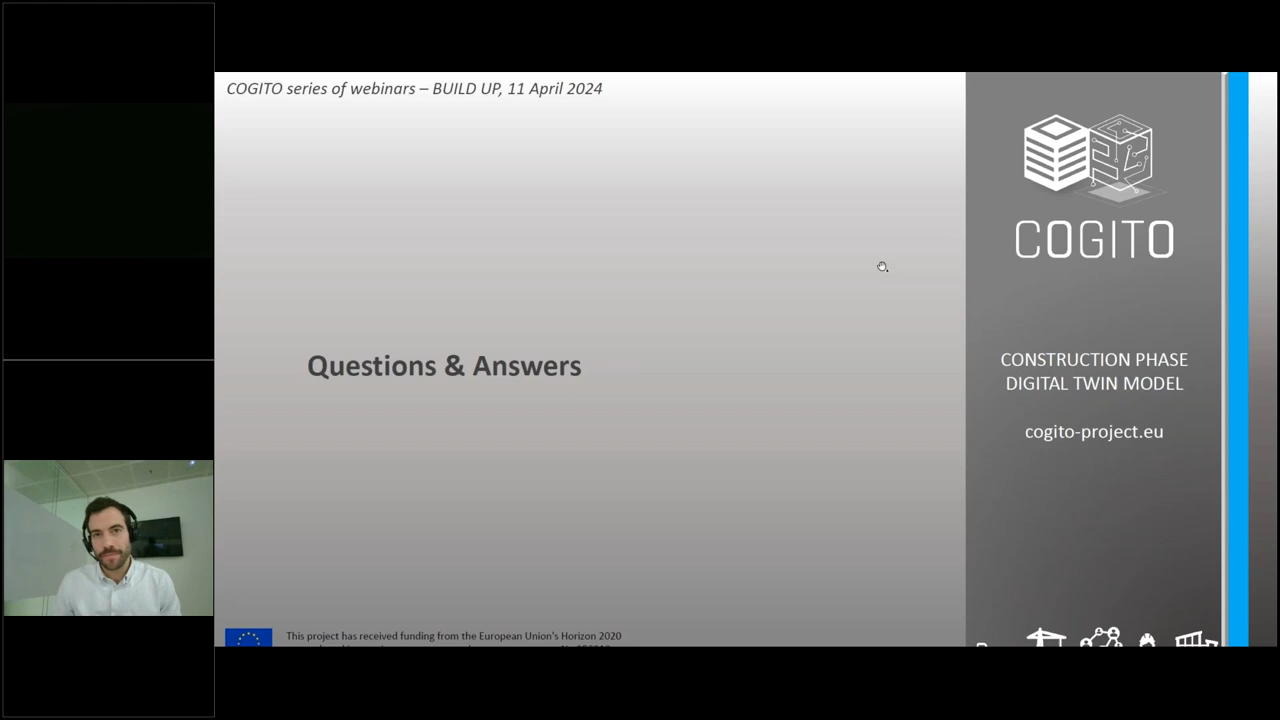 COGITO series of webinars – BUILD UP, 11 April 2024
COGITO
Questions & Answers
CONSTRUCTION PHASE
DIGITAL TWIN MODEL
cogito-project.eu
This project has received funding from the European Union's Horizon 2020